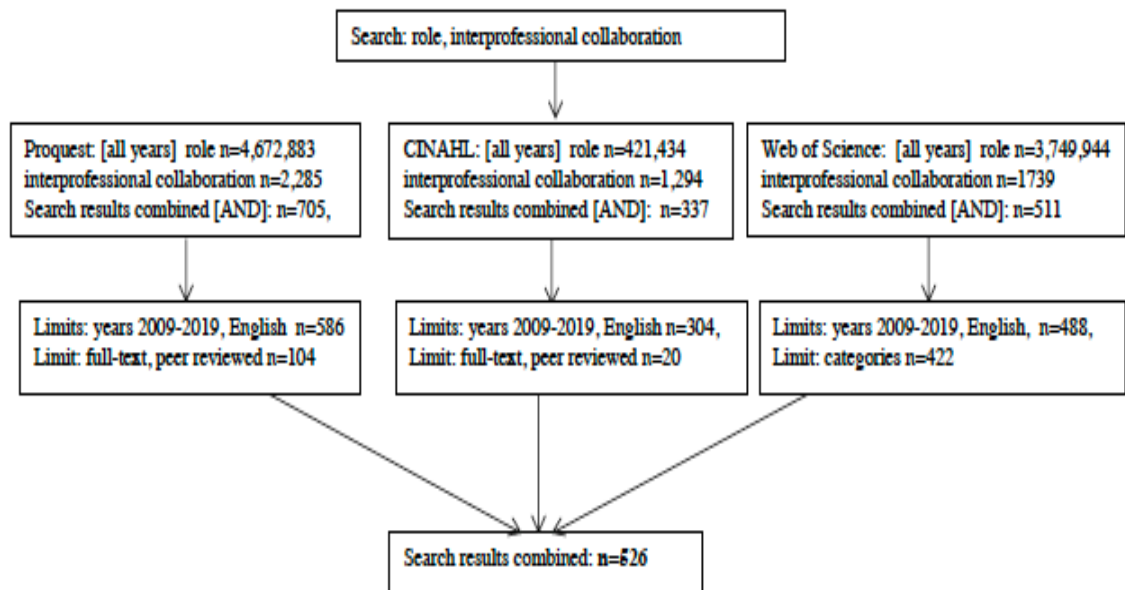 Search: role, interprofessional collaboration
Proquest: [all years] role n=4,672,883
interprofessional collaboration n=2,285
Search results combined [AND]: n=705,
CINAHL: [all years] role n=421,434
interprofessional collaboration n=1,294
Search results combined [AND]: n=337
Web of Science: [all years] role n=3,749,944
interprofessional collaboration n=1739
Search results combined [AND]: n=511
Limits: years 2009-2019, English n=586
Limit: full-text, peer reviewed n=104
Limits: years 2009-2019, English n=304,
Limit: full-text, peer reviewed n=20
Limits: years 2009-2019, English, n=488,
Limit: categories n=422
Search results combined: